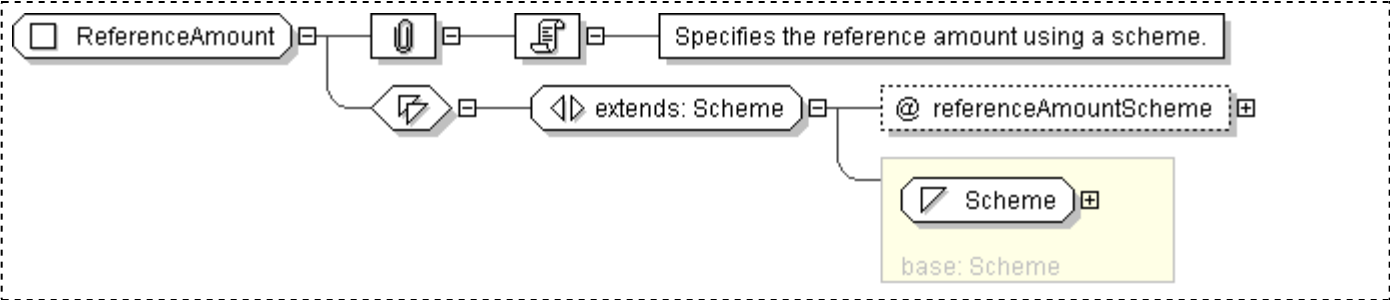 ReferenceAmount
Specifies the reference amount using a scheme.
extends: Scheme
@ referenceAmountScheme
Scheme
base: Scheme